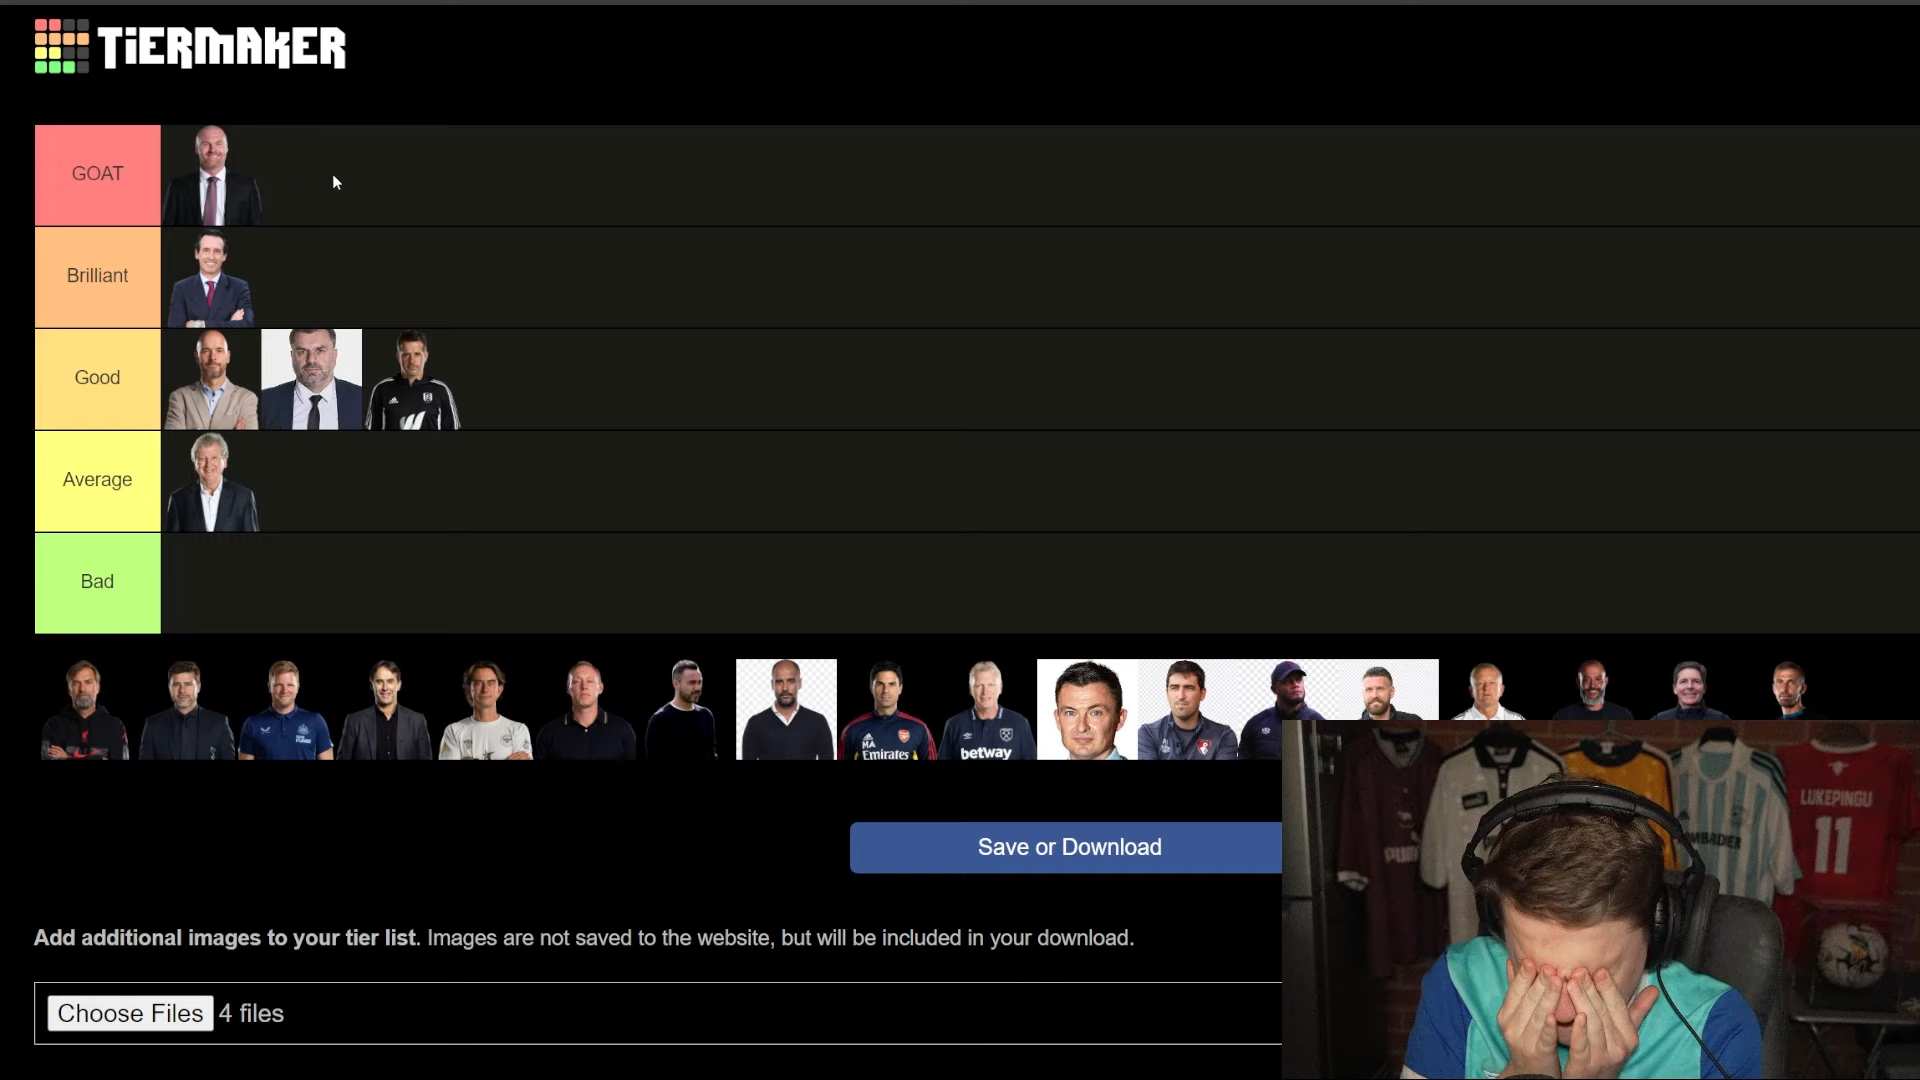 TIERMAKER
GOAT
Brilliant
Good
Average
Bad
MA
Emirates
betway
Save or Download
LUKEPINGU
11
Add additional images to your tier list. Images are not saved to the website, but will be included in your download.
Choose Files 4 files